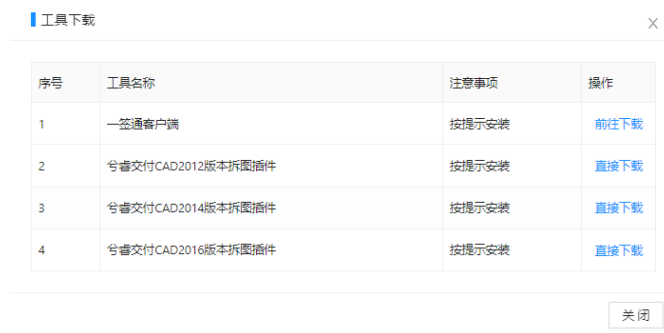 工具下载
序号 工具名称 注意事项 操作
1 一签通客户端 按提示安装 前往下载
2 兮睿交付CAD2012版本拆图插件 按提示安装 直接下载
3 兮睿交付CAD2014版本拆图插件 按提示安装 直接下载
4 兮睿交付CAD2016版本拆图插件 按提示安装 直接下载
关闭